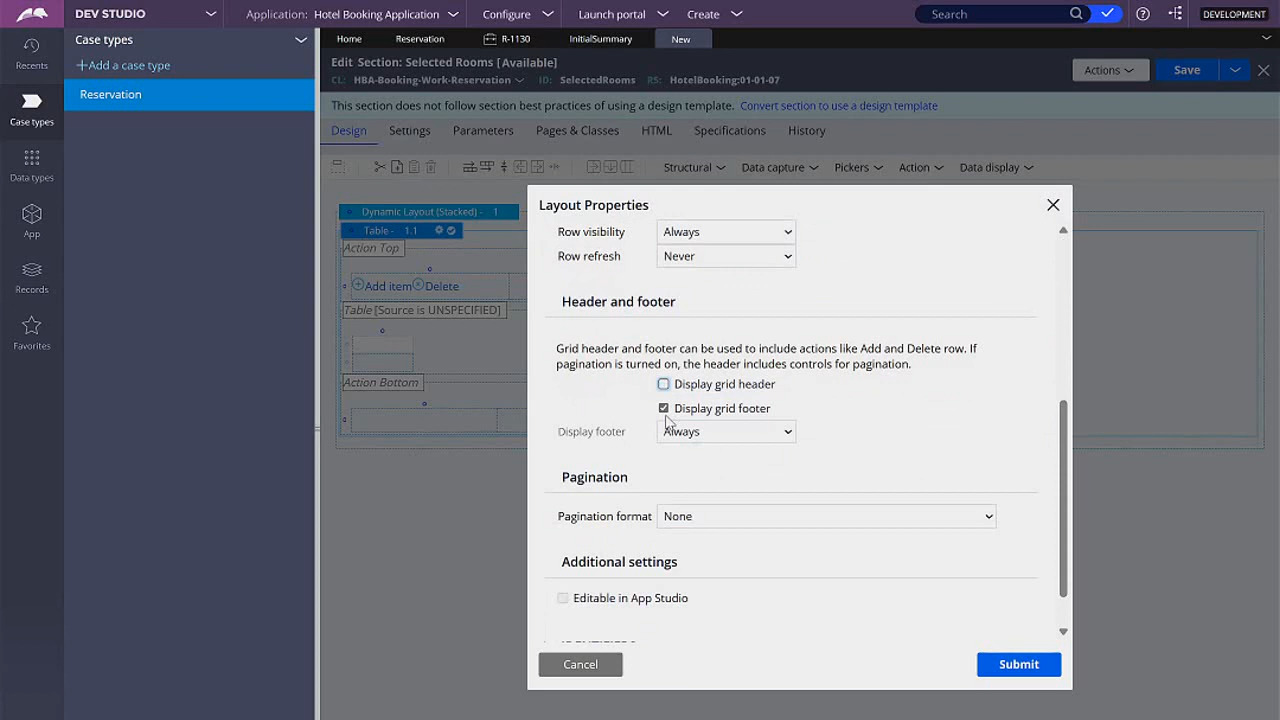 DEV STUDIO
Application: Hotel Booking Application
Configure
Launch portal
Create
Search
DEVELOPMENT
Recents
Case types
Data types
App
Records
Favorites
Case types
Add a case type
Reservation
Home
Reservation
R-1130
InitialSummary
New
Edit Section: Selected Rooms [Available]
CL: HBA-Booking-Work-Reservation
ID: SelectedRooms
RS: HotelBooking:01-01-07
Actions
Save
This section does not follow section best practices of using a design template. Convert section to use a design template
Design
Settings
Parameters
Pages & Classes
HTML
Specifications
History
Structural
Data capture
Pickers
Action
Data display
Dynamic Layout (Stacked) - 1
Table - 1.1
Action Top
Add item
Delete
Table [Source is UNSPECIFIED]
Action Bottom
Layout Properties
Row visibility Always
Row refresh Never
Header and footer
Grid header and footer can be used to include actions like Add and Delete row. If
pagination is turned on, the header includes controls for pagination.
Display grid header
Display grid footer
Display footer Always
Pagination
Pagination format None
Additional settings
Editable in App Studio
Cancel
Submit